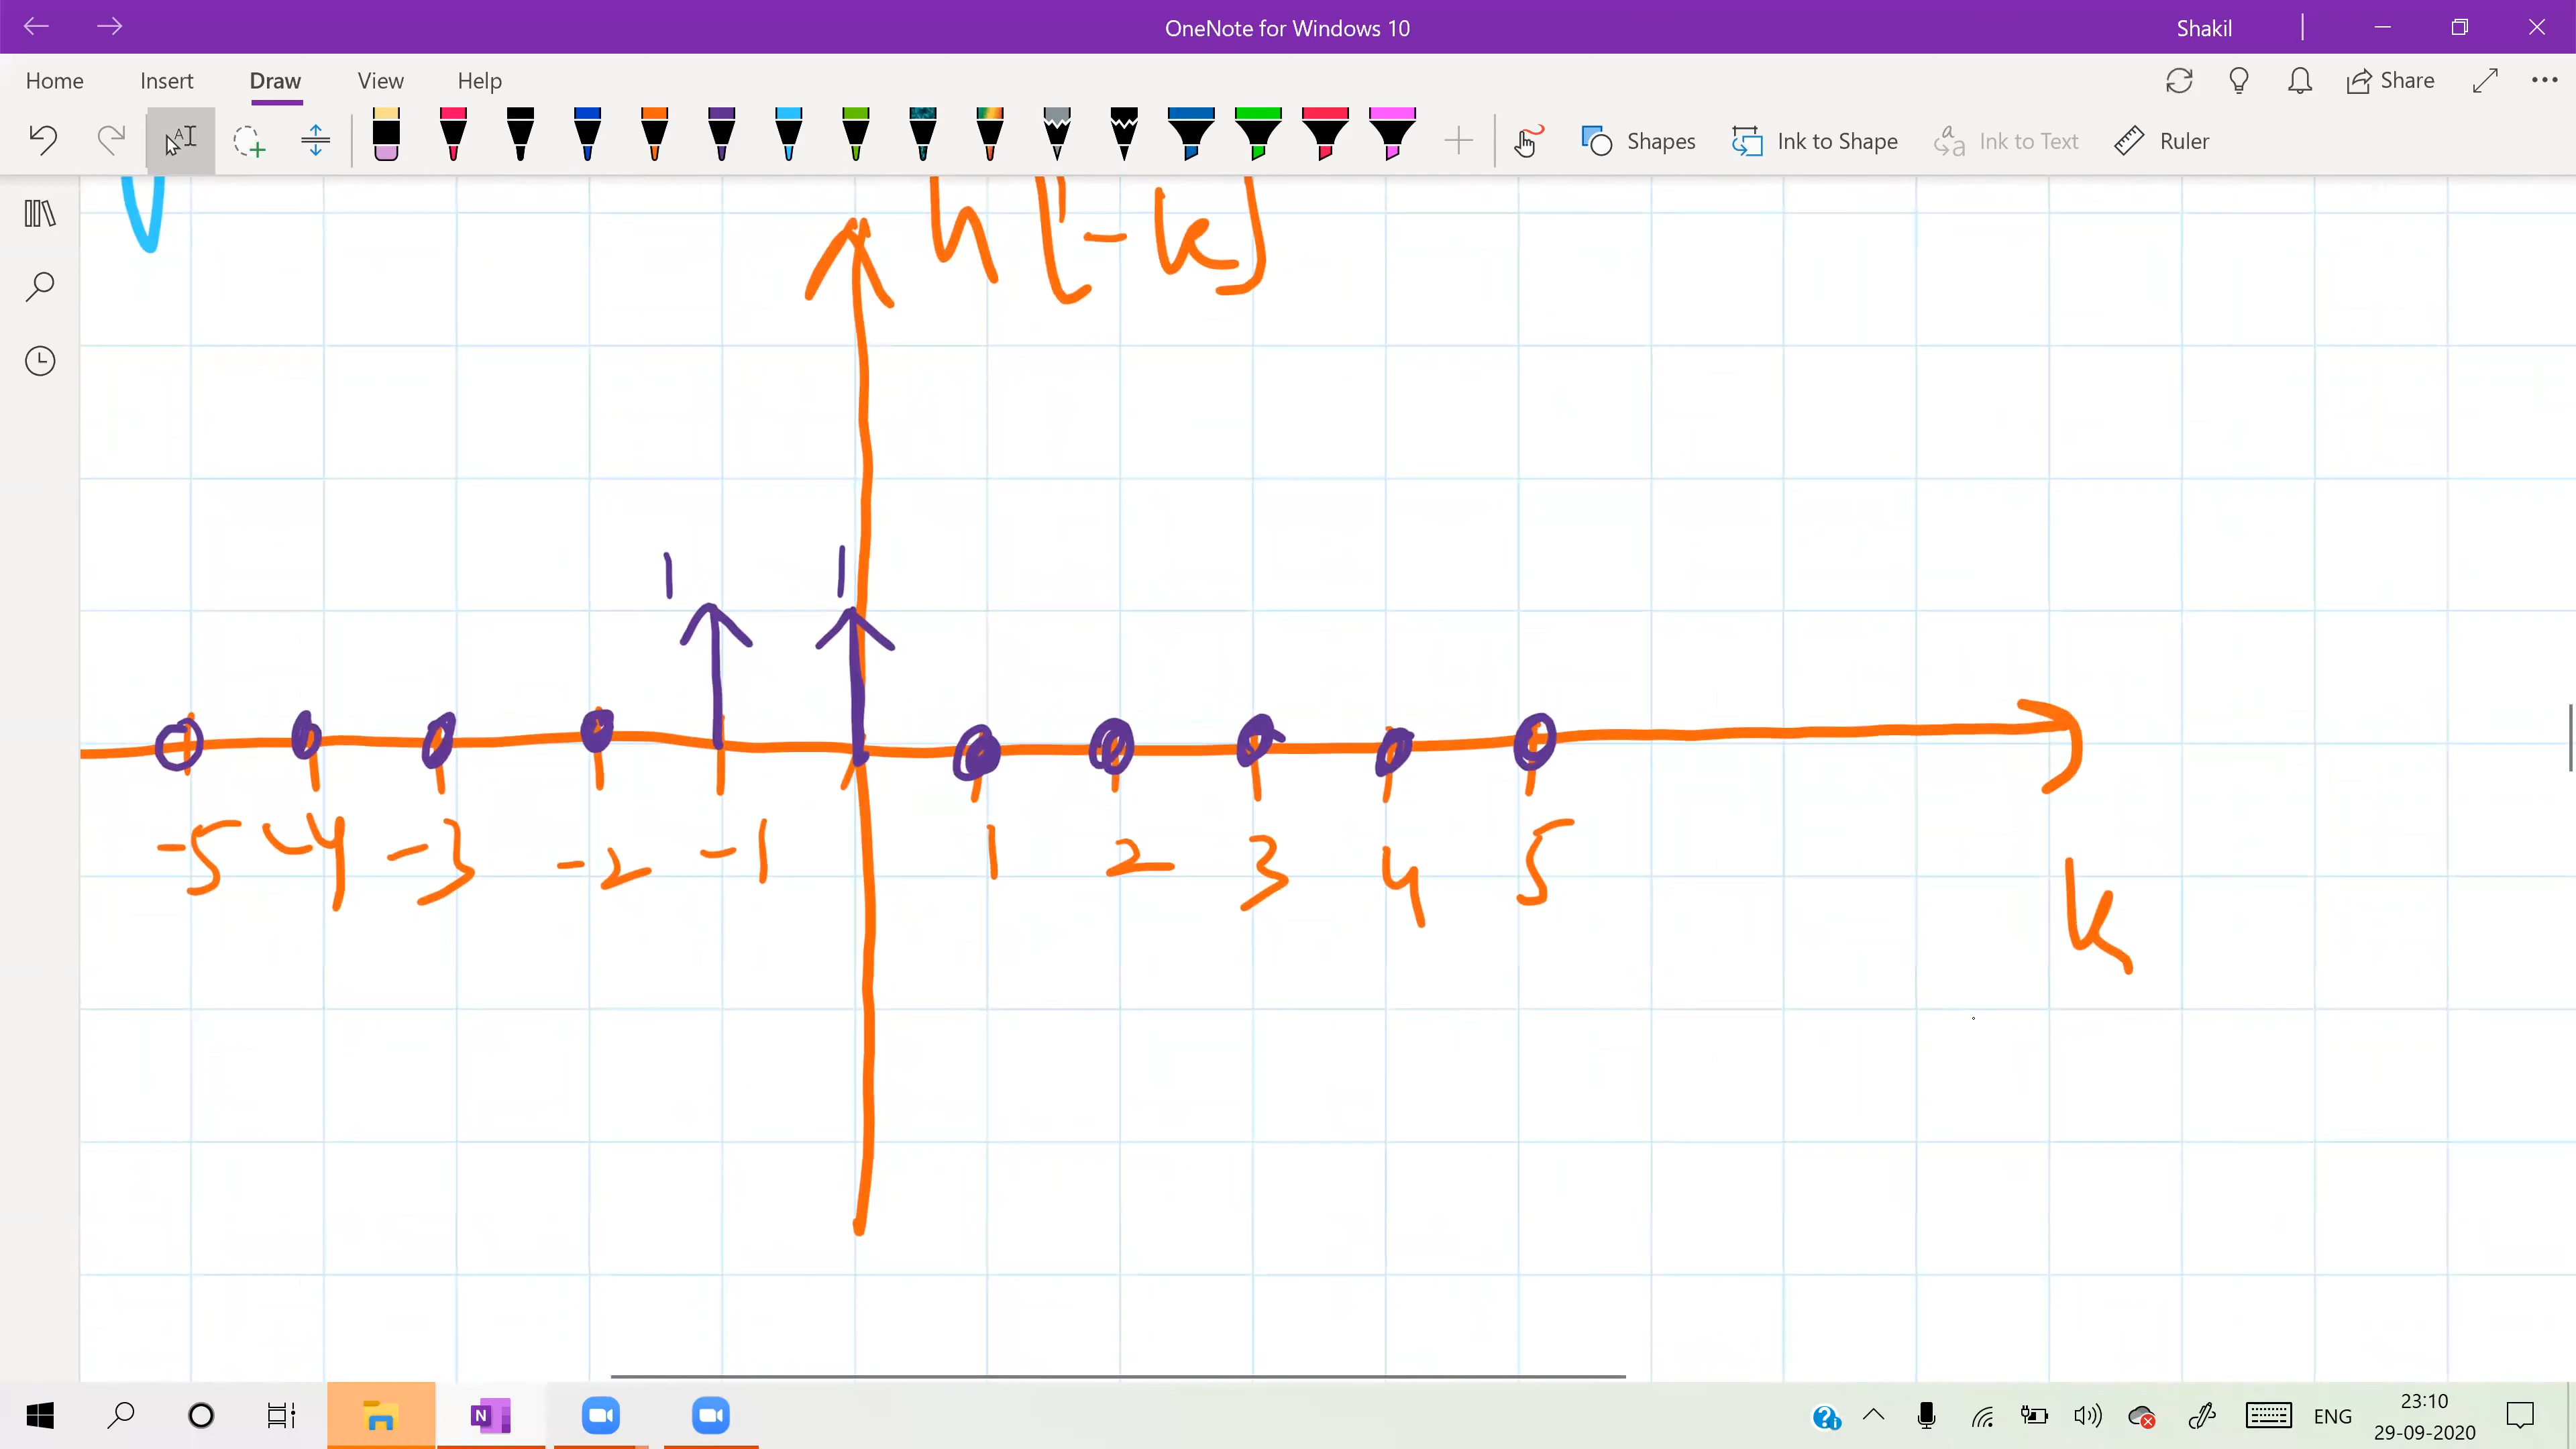 OneNote for Windows 10
Shakil
Home Insert Draw View Help
Share
Shapes Ink to Shape Ink to Text Ruler
h[-k]
1 1
-5 -4 -3 -2 -1 1 2 3 4 5
k
ENG
23:10
29-09-2020